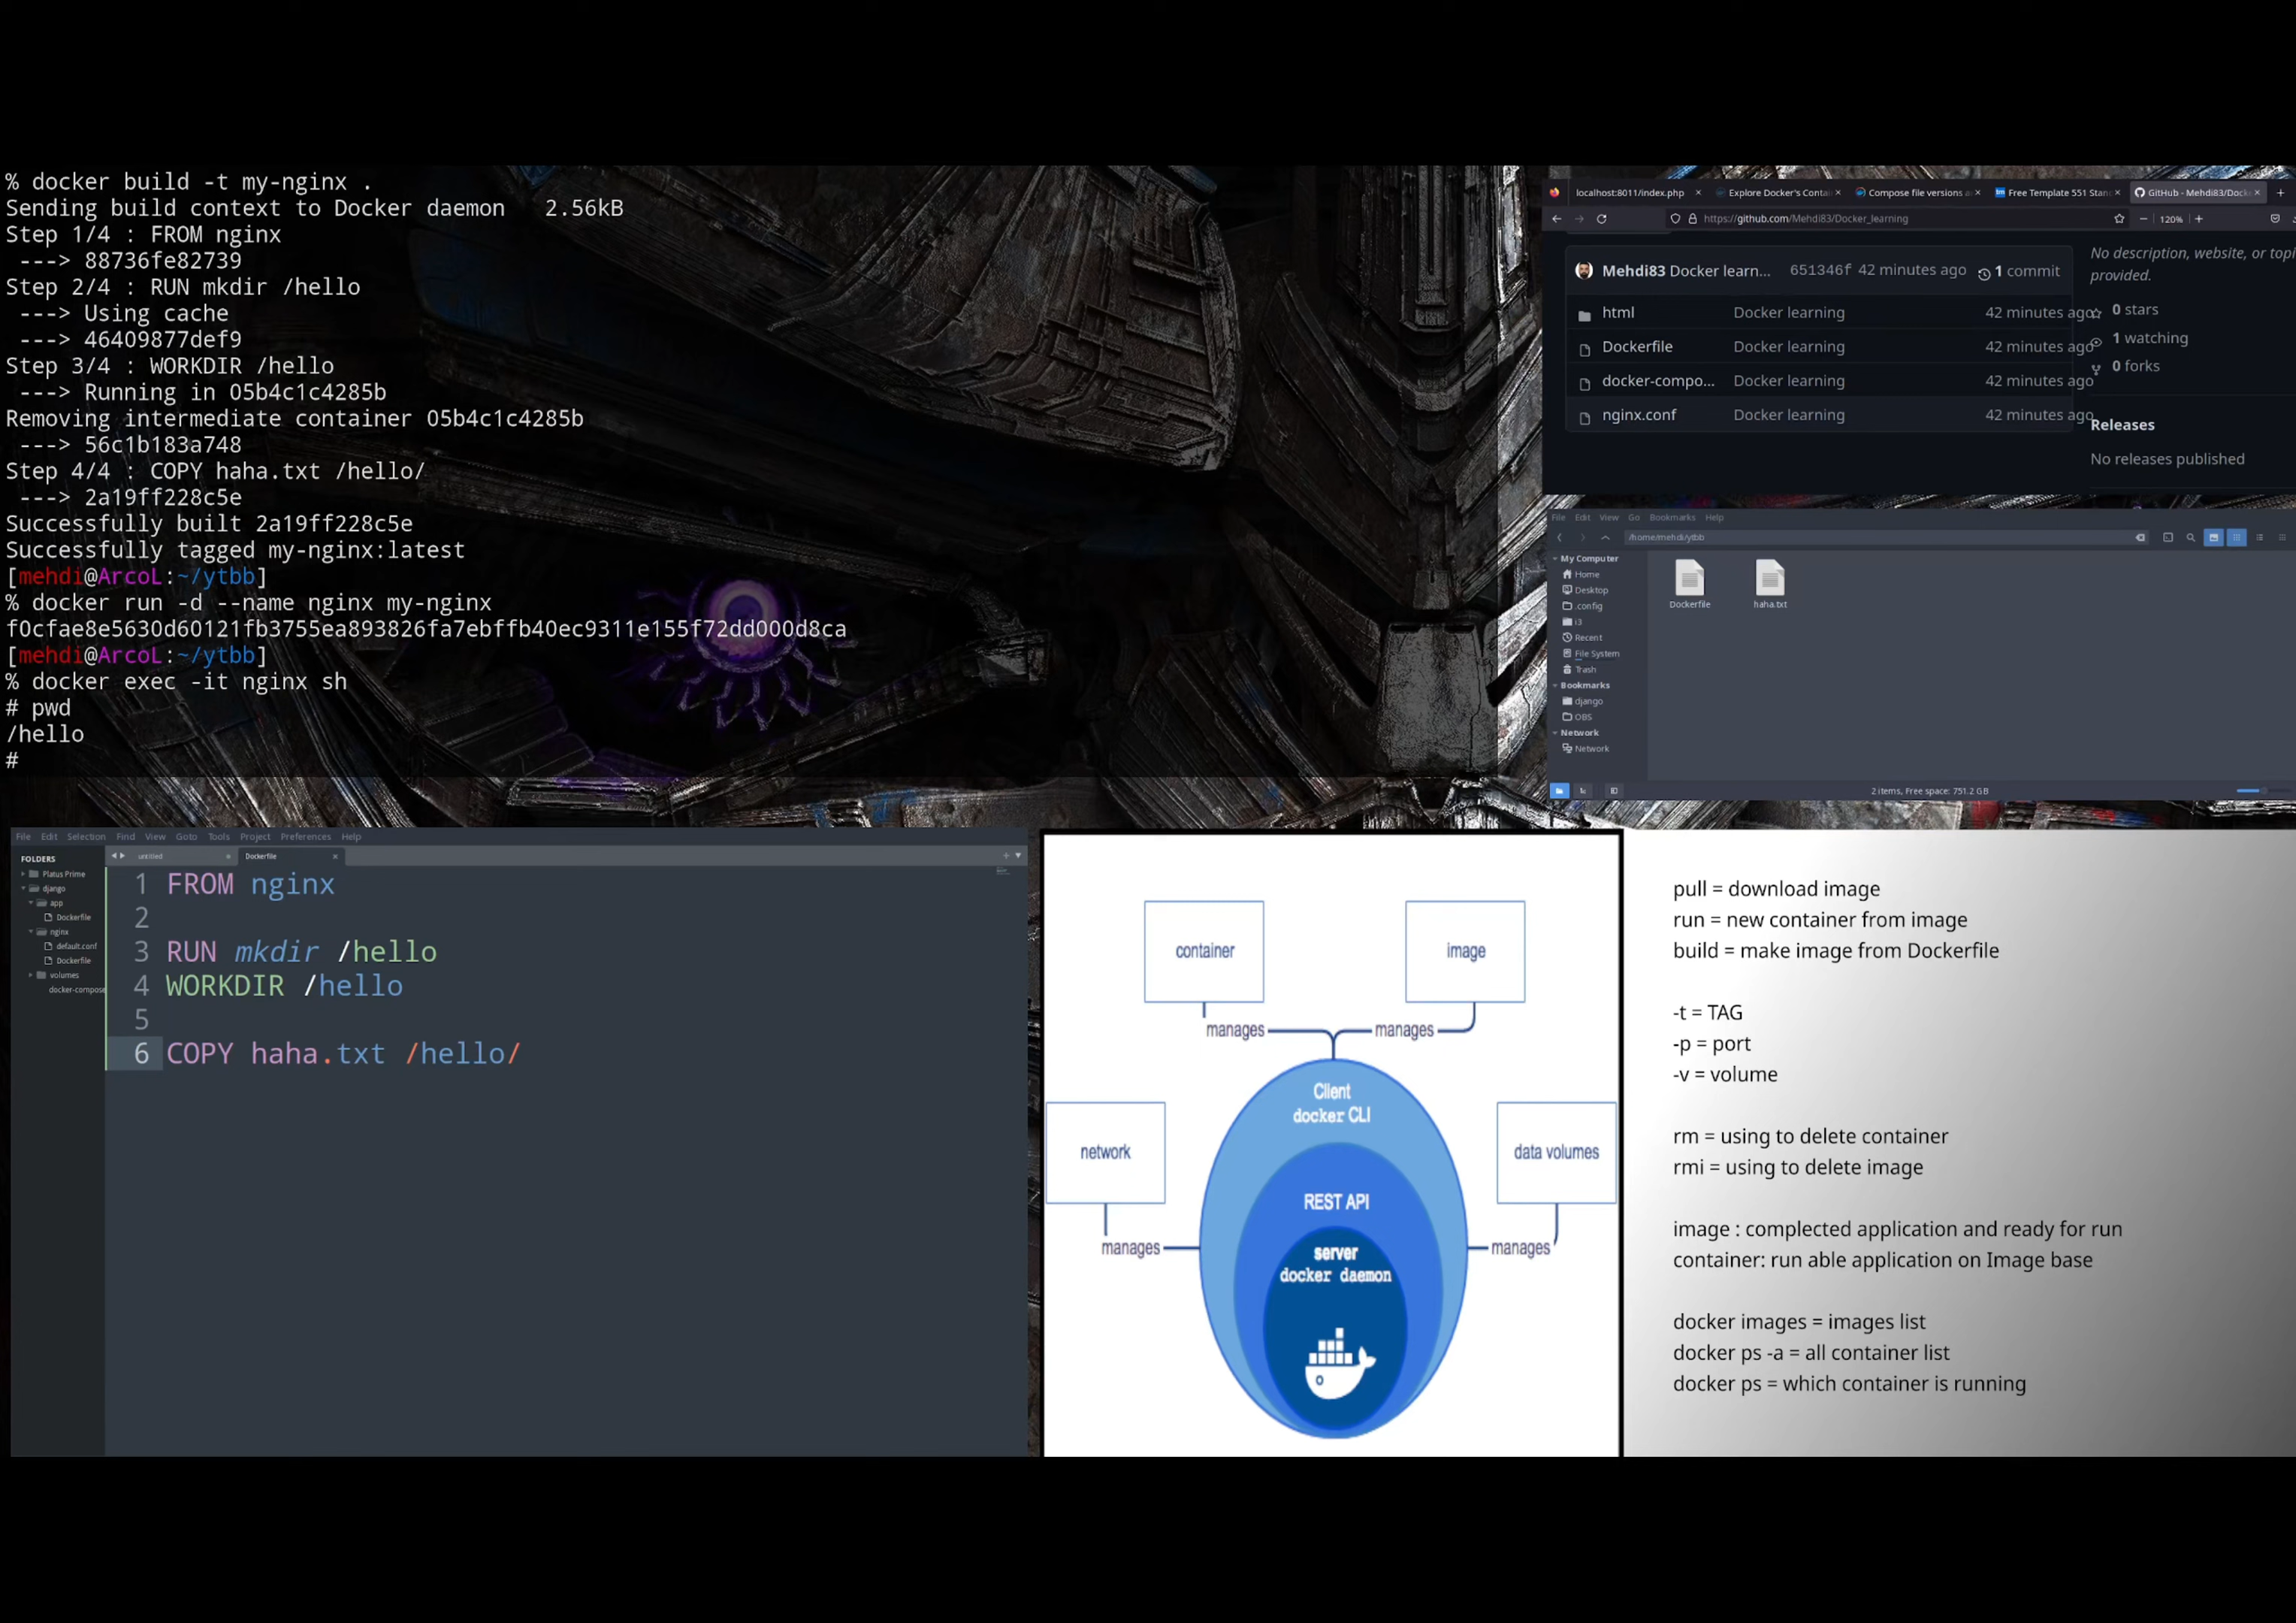 % docker build -t my-nginx .
Sending build context to Docker daemon   2.56kB
Step 1/4 : FROM nginx
 ---> 88736fe82739
Step 2/4 : RUN mkdir /hello
 ---> Using cache
 ---> 46409877def9
Step 3/4 : WORKDIR /hello
 ---> Running in 05b4c1c4285b
Removing intermediate container 05b4c1c4285b
 ---> 56c1b183a748
Step 4/4 : COPY haha.txt /hello/
 ---> 2a19ff228c5e
Successfully built 2a19ff228c5e
Successfully tagged my-nginx:latest
[mehdi@ArcoL:~/ytbb]
% docker run -d --name nginx my-nginx
f0cfae8e5630d60121fb3755ea893826fa7ebffb40ec9311e155f72dd000d8ca
[mehdi@ArcoL:~/ytbb]
% docker exec -it nginx sh
# pwd
/hello
#
localhost:8011/index.php × Explore Docker's Contai × Compose file versions a × Free Template 551 Stan × GitHub - Mehdi83/Docke × +
https://github.com/Mehdi83/Docker_learning 120%
Mehdi83 Docker learn... 651346f 42 minutes ago 1 commit
html Docker learning 42 minutes ago
Dockerfile Docker learning 42 minutes ago
docker-compo... Docker learning 42 minutes ago
nginx.conf Docker learning 42 minutes ago
No description, website, or topi
provided.
0 stars
1 watching
0 forks
Releases
No releases published
File Edit View Go Bookmarks Help
/home/mehdi/ytbb
My Computer
Home
Desktop
.config
i3
Recent
File System
Trash
Bookmarks
django
OBS
Network
Network
Dockerfile haha.txt
2 items, Free space: 751.2 GB
File Edit Selection Find View Goto Tools Project Preferences Help
FOLDERS
Platus Prime
django
app
Dockerfile
nginx
default.conf
Dockerfile
volumes
docker-compose
untitled Dockerfile
1 FROM nginx
2
3 RUN mkdir /hello
4 WORKDIR /hello
5
6 COPY haha.txt /hello/
container image
manages manages
Client
docker CLI
network data volumes
REST API
manages manages
server
docker daemon
pull = download image
run = new container from image
build = make image from Dockerfile
-t = TAG
-p = port
-v = volume
rm = using to delete container
rmi = using to delete image
image : complected application and ready for run
container: run able application on Image base
docker images = images list
docker ps -a = all container list
docker ps = which container is running